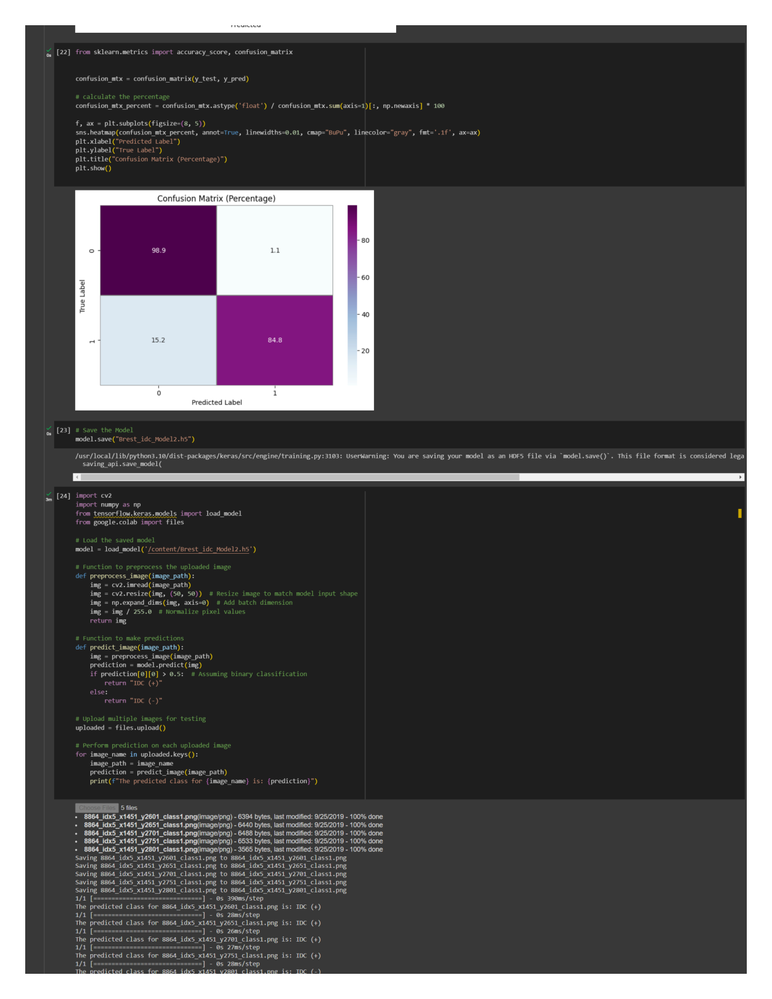 Predicted
[22] from sklearn.metrics import accuracy_score, confusion_matrix
0s
confusion_mtx = confusion_matrix(y_test, y_pred)
# calculate the percentage
confusion_mtx_percent = confusion_mtx.astype('float') / confusion_mtx.sum(axis=1)[:, np.newaxis] * 100
f, ax = plt.subplots(figsize=(8, 5))
sns.heatmap(confusion_mtx_percent, annot=True, linewidths=0.01, cmap="BuPu", linecolor="gray", fmt='.1f', ax=ax)
plt.xlabel("Predicted Label")
plt.ylabel("True Label")
plt.title("Confusion Matrix (Percentage)")
plt.show()
Confusion Matrix (Percentage)
0
98.9
1.1
True Label
1
15.2
84.8
0
1
Predicted Label
80
60
40
20
[23] # Save the Model
0s
model.save("Brest_idc_Model2.h5")
/usr/local/lib/python3.10/dist-packages/keras/src/engine/training.py:3103: UserWarning: You are saving your model as an HDF5 file via `model.save()`. This file format is considered lega
saving_api.save_model(
[24] import cv2
3m
import numpy as np
from tensorflow.keras.models import load_model
from google.colab import files
# Load the saved model
model = load_model('/content/Brest_idc_Model2.h5')
# Function to preprocess the uploaded image
def preprocess_image(image_path):
    img = cv2.imread(image_path)
    img = cv2.resize(img, (50, 50))  # Resize image to match model input shape
    img = np.expand_dims(img, axis=0)  # Add batch dimension
    img = img / 255.0  # Normalize pixel values
    return img
# Function to make predictions
def predict_image(image_path):
    img = preprocess_image(image_path)
    prediction = model.predict(img)
    if prediction[0][0] > 0.5:  # Assuming binary classification
        return "IDC (+)"
    else:
        return "IDC (-)"
# Upload multiple images for testing
uploaded = files.upload()
# Perform prediction on each uploaded image
for image_name in uploaded.keys():
    image_path = image_name
    prediction = predict_image(image_path)
    print(f"The predicted class for {image_name} is: {prediction}")
Choose Files 5 files
• 8864_idx5_x1451_y2601_class1.png(image/png) - 6394 bytes, last modified: 9/25/2019 - 100% done
• 8864_idx5_x1451_y2651_class1.png(image/png) - 6440 bytes, last modified: 9/25/2019 - 100% done
• 8864_idx5_x1451_y2701_class1.png(image/png) - 6488 bytes, last modified: 9/25/2019 - 100% done
• 8864_idx5_x1451_y2751_class1.png(image/png) - 6533 bytes, last modified: 9/25/2019 - 100% done
• 8864_idx5_x1451_y2801_class1.png(image/png) - 3565 bytes, last modified: 9/25/2019 - 100% done
Saving 8864_idx5_x1451_y2601_class1.png to 8864_idx5_x1451_y2601_class1.png
Saving 8864_idx5_x1451_y2651_class1.png to 8864_idx5_x1451_y2651_class1.png
Saving 8864_idx5_x1451_y2701_class1.png to 8864_idx5_x1451_y2701_class1.png
Saving 8864_idx5_x1451_y2751_class1.png to 8864_idx5_x1451_y2751_class1.png
Saving 8864_idx5_x1451_y2801_class1.png to 8864_idx5_x1451_y2801_class1.png
1/1 [==============================] - 0s 390ms/step
The predicted class for 8864_idx5_x1451_y2601_class1.png is: IDC (+)
1/1 [==============================] - 0s 28ms/step
The predicted class for 8864_idx5_x1451_y2651_class1.png is: IDC (+)
1/1 [==============================] - 0s 26ms/step
The predicted class for 8864_idx5_x1451_y2701_class1.png is: IDC (+)
1/1 [==============================] - 0s 27ms/step
The predicted class for 8864_idx5_x1451_y2751_class1.png is: IDC (+)
1/1 [==============================] - 0s 28ms/step
The predicted class for 8864_idx5_x1451_y2801_class1.png is: IDC (-)